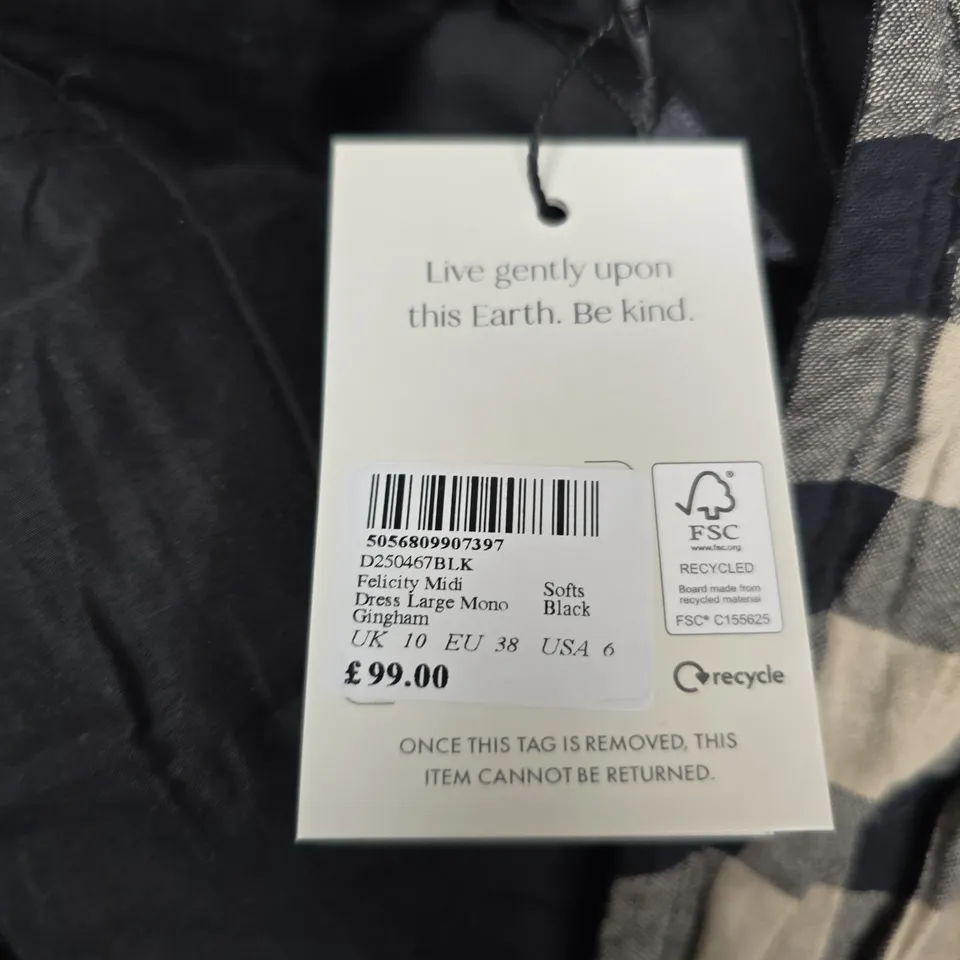 Live gently upon
this Earth. Be kind.
5056809907397
D250467BLK
Felicity Midi
Dress Large Mono
Gingham
Softs
Black
UK 10 EU 38 USA 6
£99.00
FSC®
www.fsc.org
RECYCLED
Board made from
recycled material
FSC® C155625
recycle
ONCE THIS TAG IS REMOVED, THIS
ITEM CANNOT BE RETURNED.